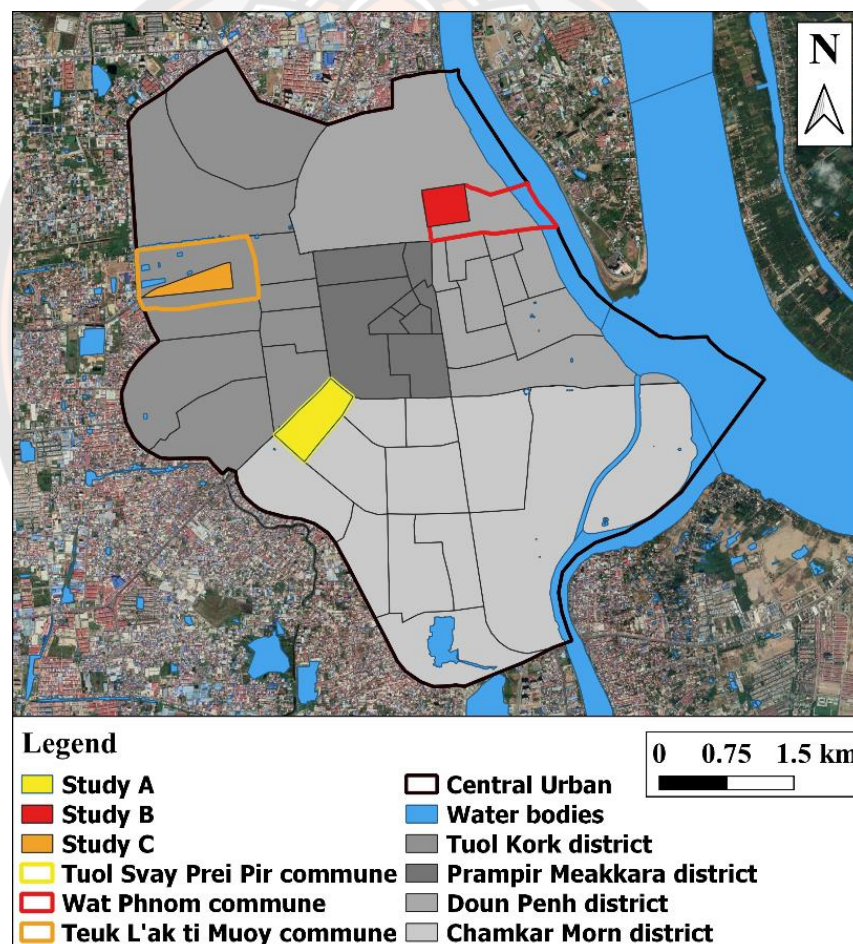 N
Legend
0 0.75 1.5 km
Study A
Study B
Study C
Tuol Svay Prei Pir commune
Wat Phnom commune
Teuk L'ak ti Muoy commune
Central Urban
Water bodies
Tuol Kork district
Prampir Meakkara district
Doun Penh district
Chamkar Morn district